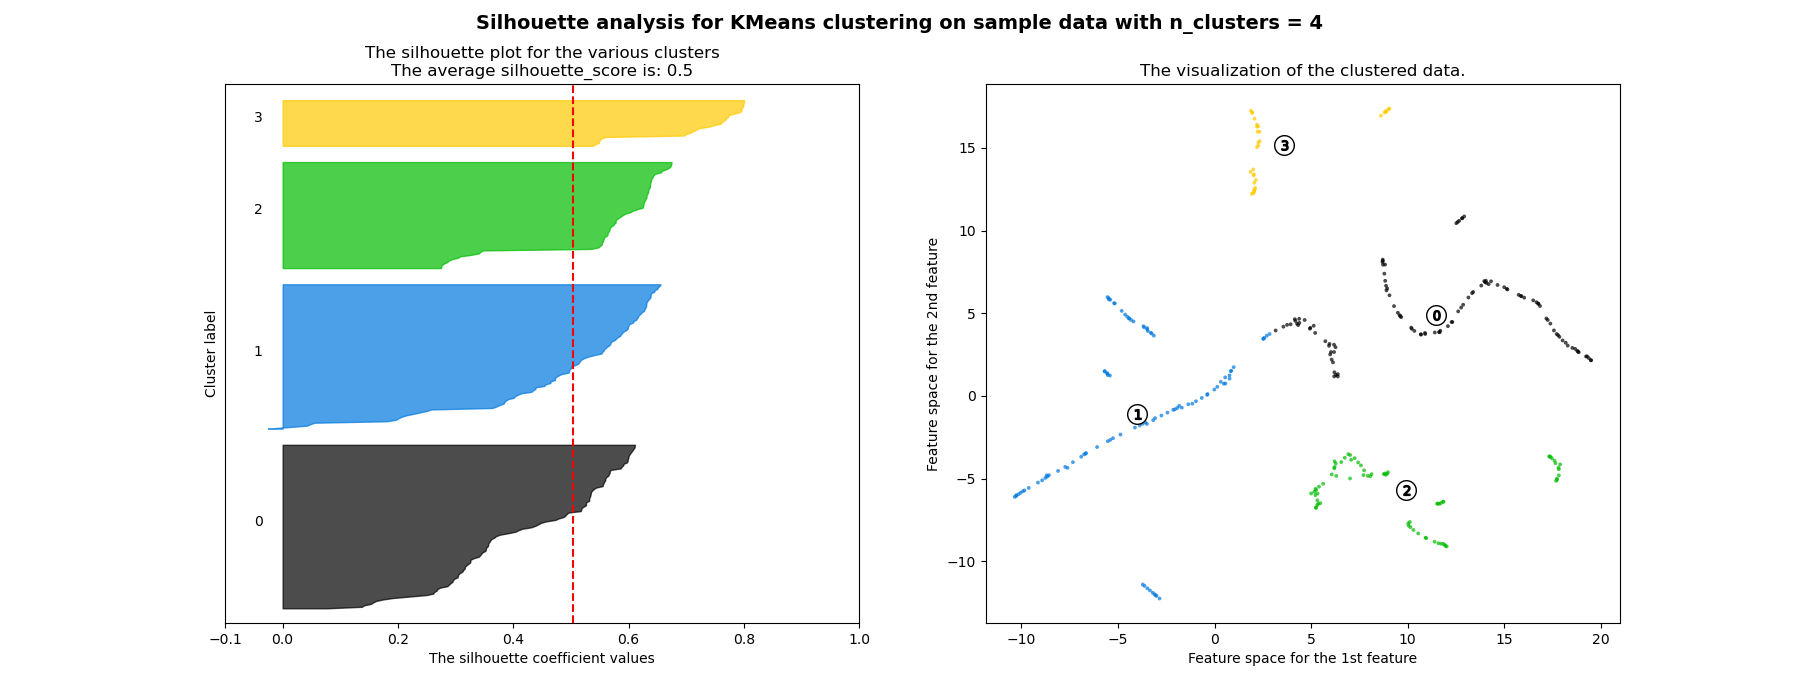 Silhouette analysis for KMeans clustering on sample data with n_clusters = 4
The silhouette plot for the various clusters
The average silhouette_score is: 0.5
3
2
1
0
Cluster label
−0.1 0.0 0.2 0.4 0.6 0.8 1.0
The silhouette coefficient values
The visualization of the clustered data.
15
10
5
0
−5
−10
Feature space for the 2nd feature
3
0
1
2
−10 −5 0 5 10 15 20
Feature space for the 1st feature